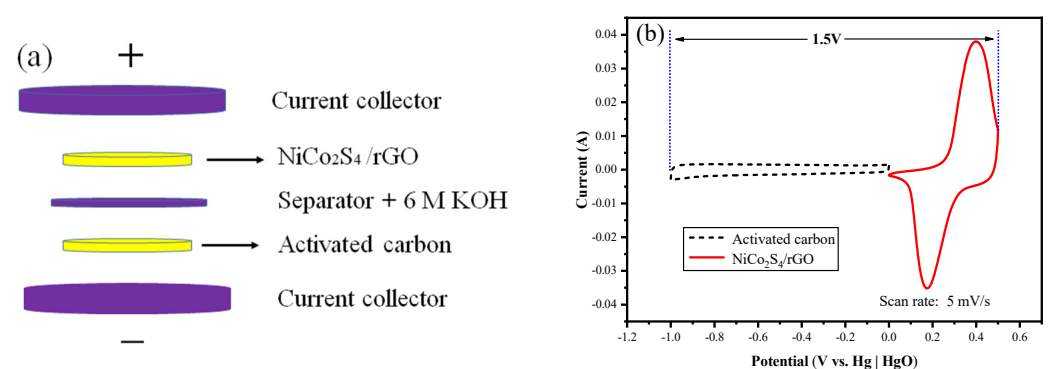 (a)
+
Current collector
NiCo₂S₄/rGO
Separator + 6 M KOH
Activated carbon
Current collector
−
(b)
1.5V
0.04
0.03
0.02
0.01
0.00
-0.01
-0.02
-0.03
-0.04
Current (A)
Activated carbon
NiCo₂S₄/rGO
Scan rate: 5 mV/s
-1.2 -1.0 -0.8 -0.6 -0.4 -0.2 0.0 0.2 0.4 0.6
Potential (V vs. Hg | HgO)